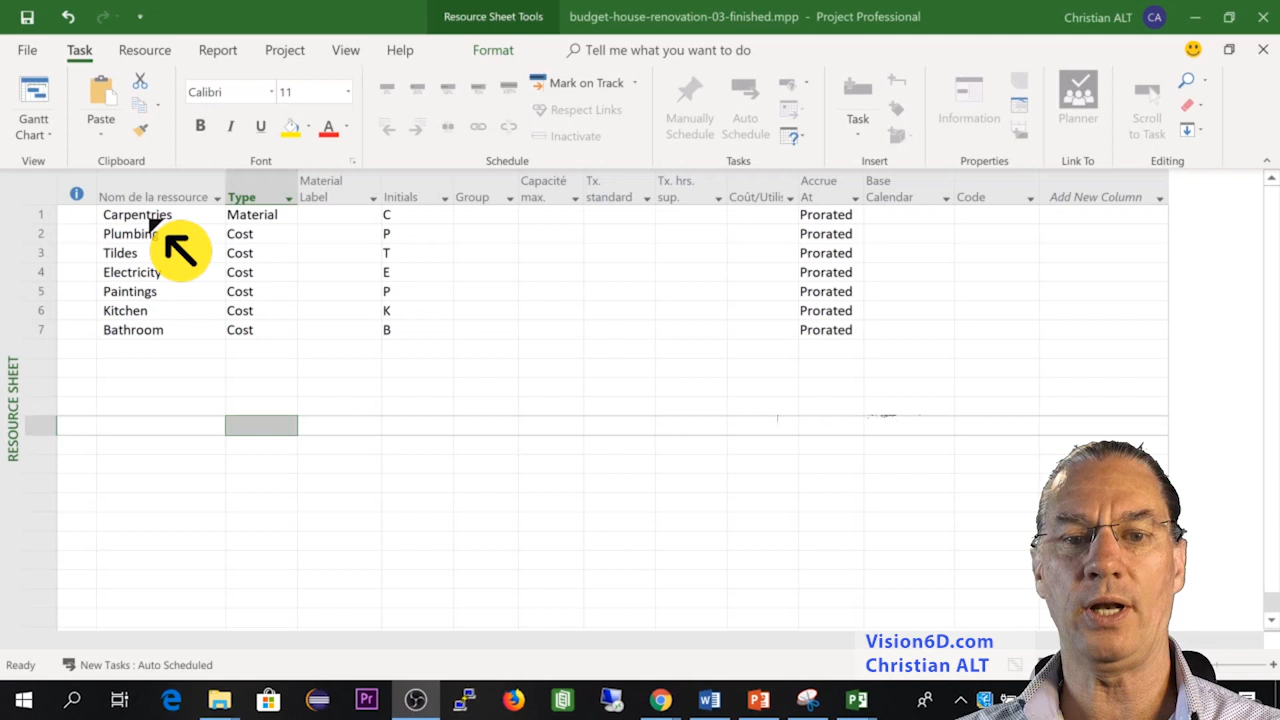 Resource Sheet Tools
budget-house-renovation-03-finished.mpp - Project Professional
Christian ALT
CA
File
Task
Resource
Report
Project
View
Help
Format
Tell me what you want to do
Gantt Chart
Paste
Calibri
11
B I U A
Mark on Track
Respect Links
Inactivate
Manually Schedule
Auto Schedule
Task
Information
Planner
Scroll to Task
View
Clipboard
Font
Schedule
Tasks
Insert
Properties
Link To
Editing
Nom de la ressource
Type
Material Label
Initials
Group
Capacité max.
Tx. standard
Tx. hrs. sup.
Coût/Utilis
Accrue At
Base Calendar
Code
Add New Column
1 Carpentries Material C Prorated
2 Plumbing Cost P Prorated
3 Tildes Cost T Prorated
4 Electricity Cost E Prorated
5 Paintings Cost P Prorated
6 Kitchen Cost K Prorated
7 Bathroom Cost B Prorated
RESOURCE SHEET
Vision6D.com
Christian ALT
Ready
New Tasks : Auto Scheduled
Pr